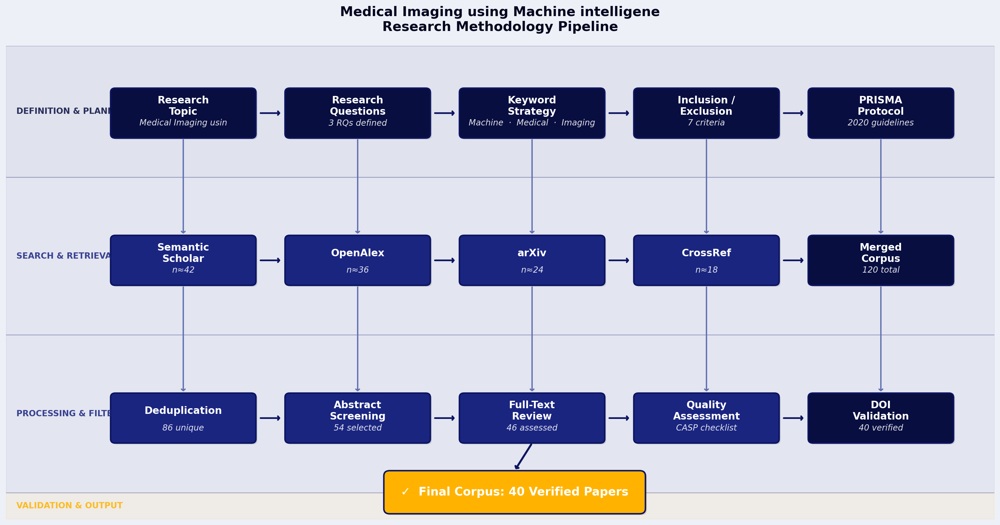 Medical Imaging using Machine intelligene
Research Methodology Pipeline
DEFINITION & PLANN
Research
Topic
Medical Imaging usin
Research
Questions
3 RQs defined
Keyword
Strategy
Machine · Medical · Imaging
Inclusion /
Exclusion
7 criteria
PRISMA
Protocol
2020 guidelines
SEARCH & RETRIEVA
Semantic
Scholar
n≈42
OpenAlex
n≈36
arXiv
n≈24
CrossRef
n≈18
Merged
Corpus
120 total
PROCESSING & FILTE
Deduplication
86 unique
Abstract
Screening
54 selected
Full-Text
Review
46 assessed
Quality
Assessment
CASP checklist
DOI
Validation
40 verified
✓ Final Corpus: 40 Verified Papers
VALIDATION & OUTPUT